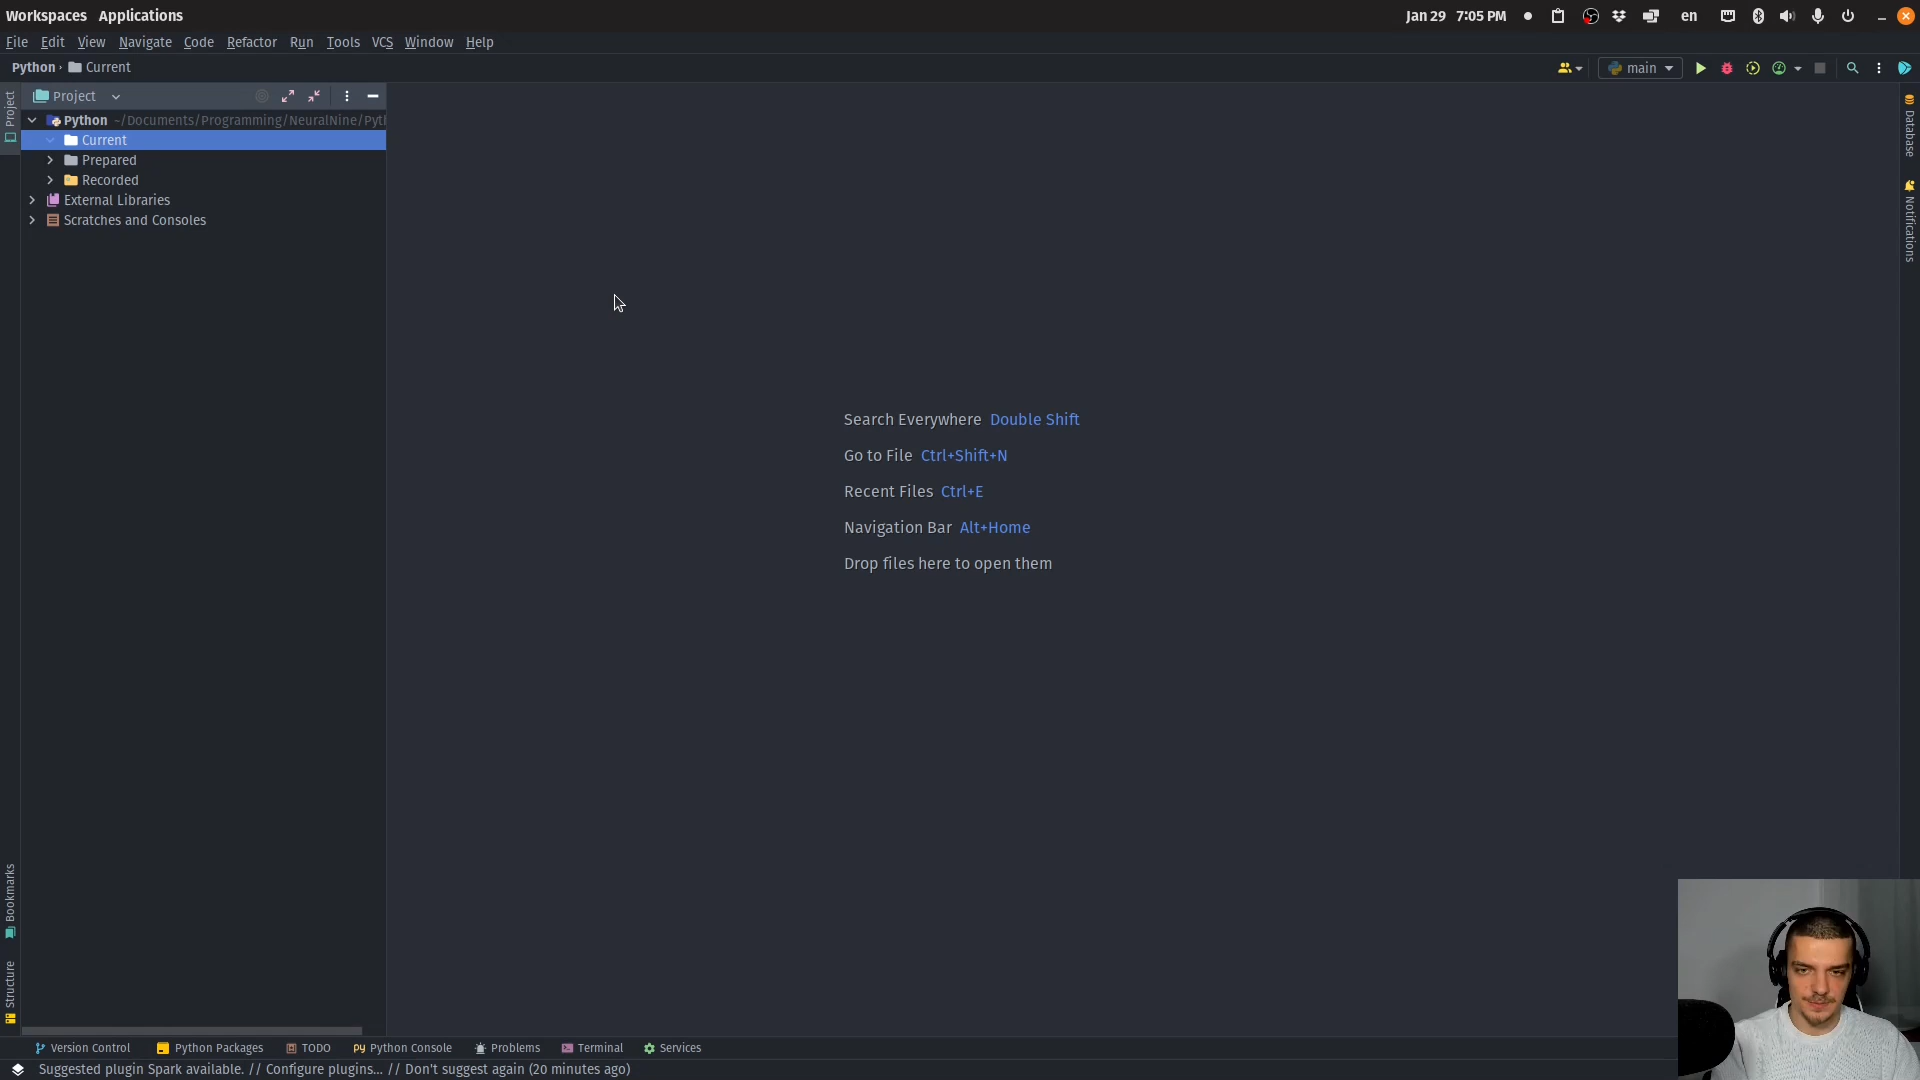 Workspaces Applications
Jan 29 7:05 PM
en
File Edit View Navigate Code Refactor Run Tools VCS Window Help
Python › Current
main
Project
Project
Python ~/Documents/Programming/NeuralNine/Pyt
Current
Prepared
Recorded
External Libraries
Scratches and Consoles
Search Everywhere Double Shift
Go to File Ctrl+Shift+N
Recent Files Ctrl+E
Navigation Bar Alt+Home
Drop files here to open them
Database
Notifications
Bookmarks
Structure
Version Control Python Packages TODO Python Console Problems Terminal Services
Suggested plugin Spark available. // Configure plugins... // Don't suggest again (20 minutes ago)